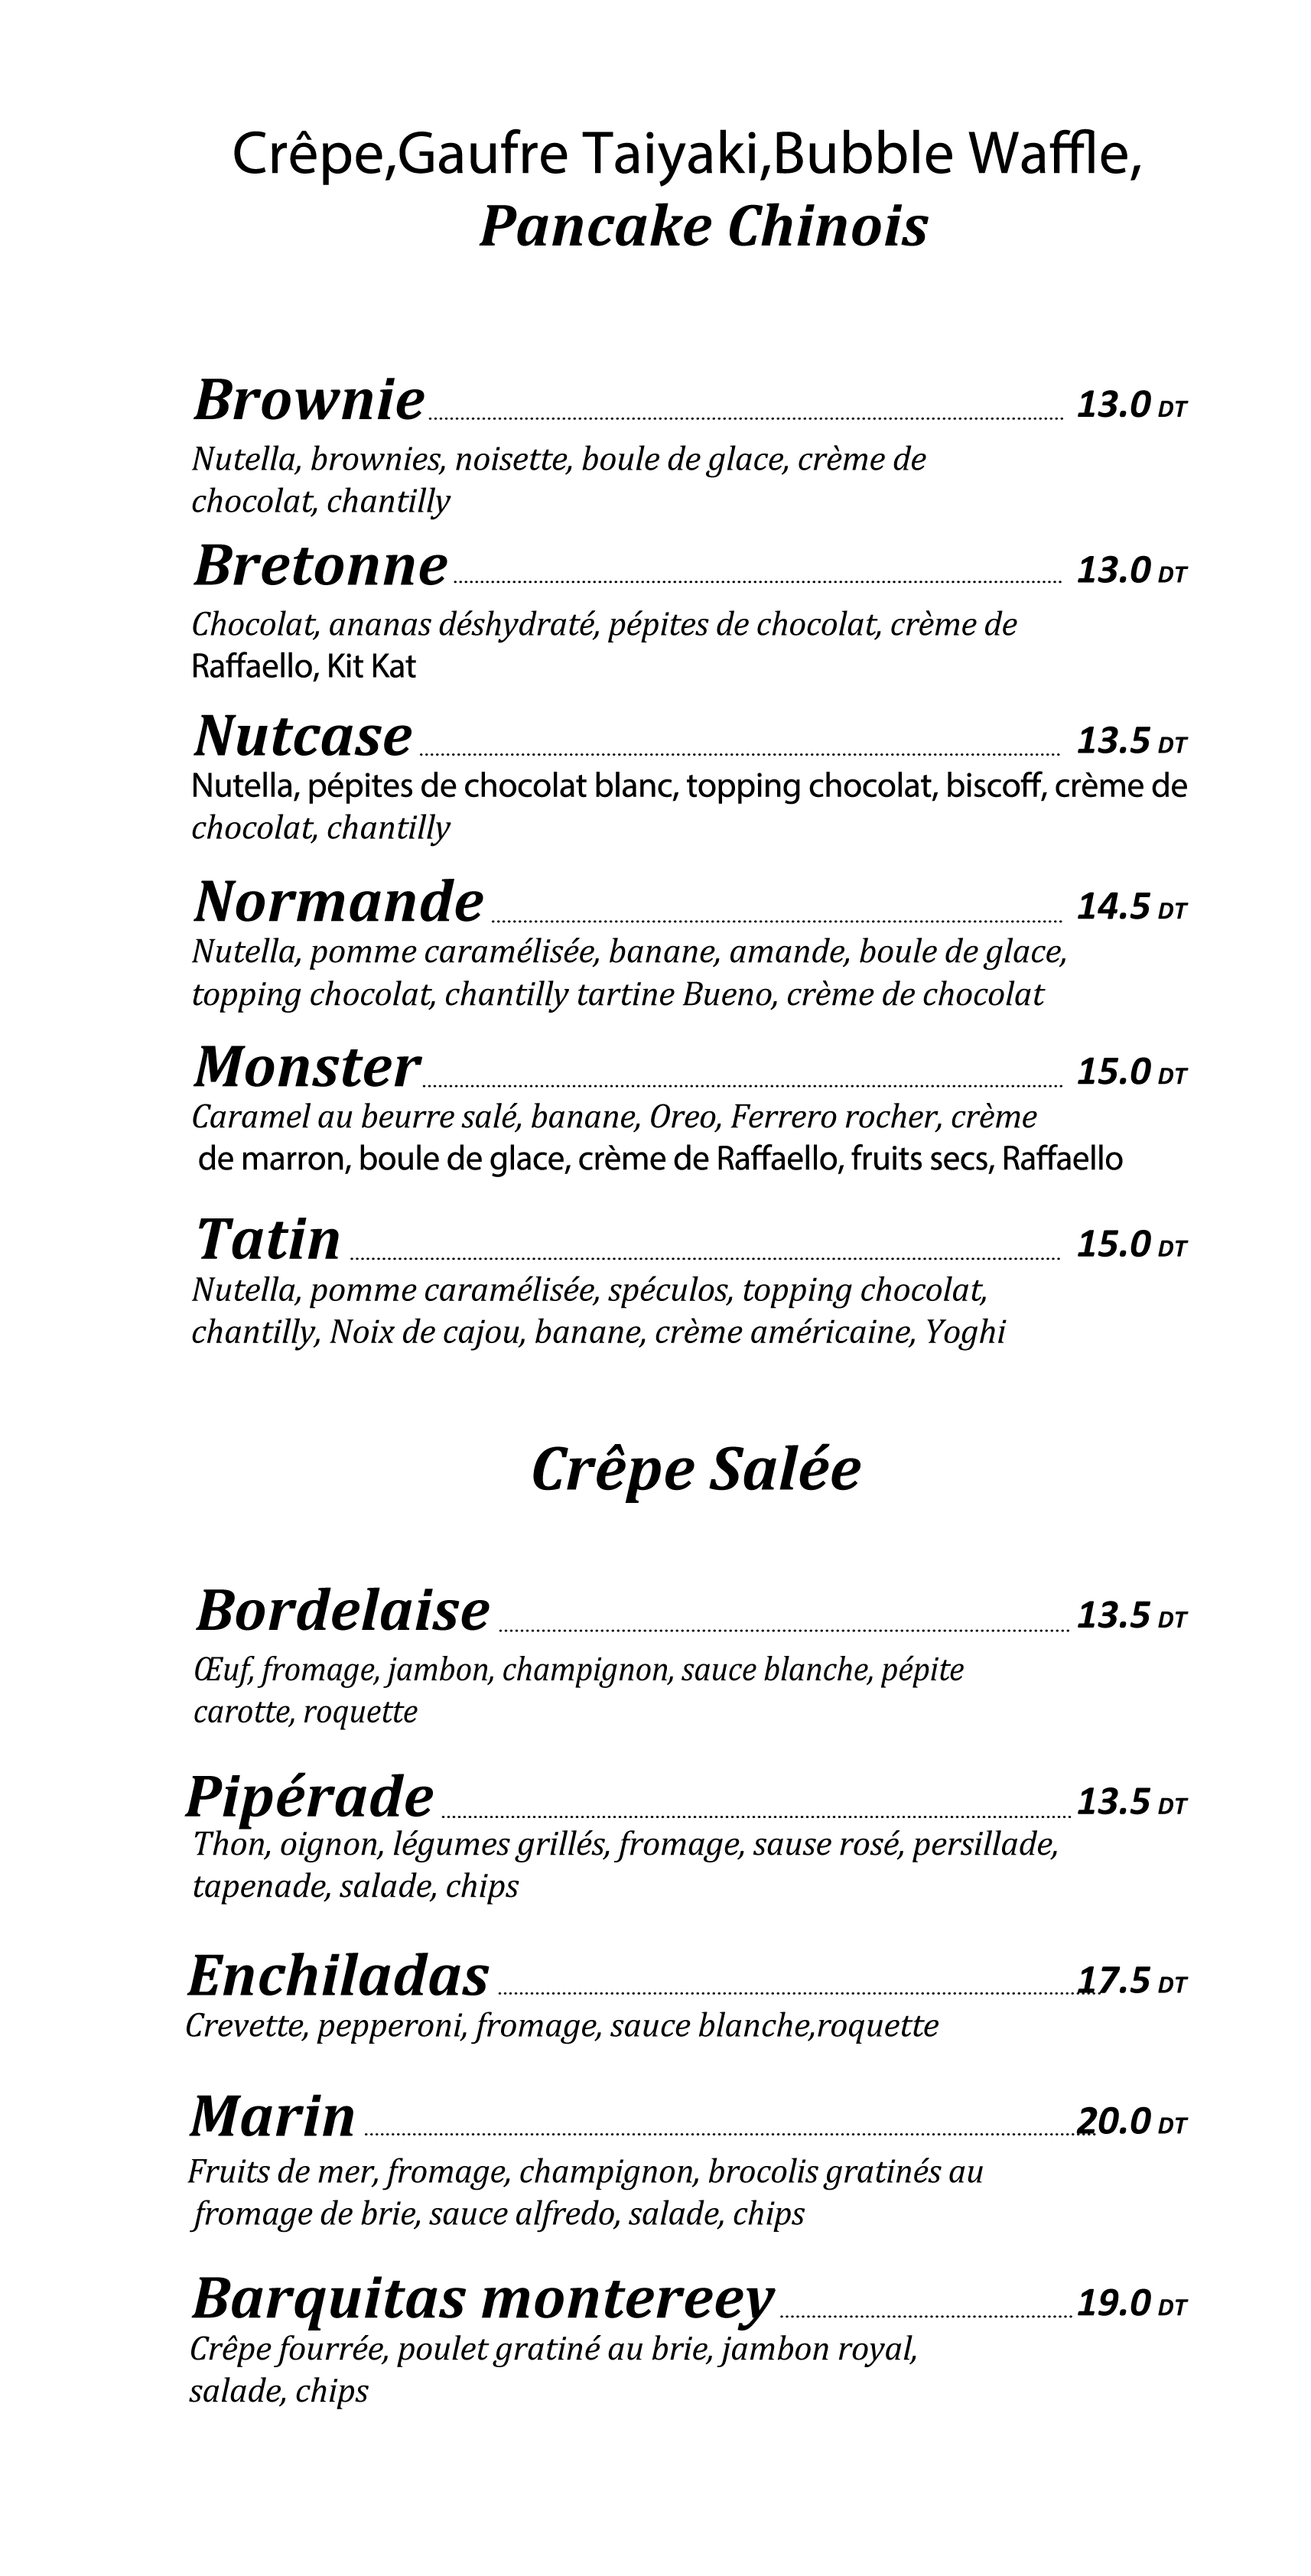 Crêpe,Gaufre Taiyaki,Bubble Waffle,
Pancake Chinois
Brownie 13.0 DT
Nutella, brownies, noisette, boule de glace, crème de
chocolat, chantilly
Bretonne 13.0 DT
Chocolat, ananas déshydraté, pépites de chocolat, crème de
Raffaello, Kit Kat
Nutcase 13.5 DT
Nutella, pépites de chocolat blanc, topping chocolat, biscoff, crème de
chocolat, chantilly
Normande 14.5 DT
Nutella, pomme caramélisée, banane, amande, boule de glace,
topping chocolat, chantilly tartine Bueno, crème de chocolat
Monster 15.0 DT
Caramel au beurre salé, banane, Oreo, Ferrero rocher, crème
de marron, boule de glace, crème de Raffaello, fruits secs, Raffaello
Tatin 15.0 DT
Nutella, pomme caramélisée, spéculos, topping chocolat,
chantilly, Noix de cajou, banane, crème américaine, Yoghi
Crêpe Salée
Bordelaise 13.5 DT
Œuf, fromage, jambon, champignon, sauce blanche, pépite
carotte, roquette
Pipérade 13.5 DT
Thon, oignon, légumes grillés, fromage, sause rosé, persillade,
tapenade, salade, chips
Enchiladas 17.5 DT
Crevette, pepperoni, fromage, sauce blanche,roquette
Marin 20.0 DT
Fruits de mer, fromage, champignon, brocolis gratinés au
fromage de brie, sauce alfredo, salade, chips
Barquitas montereey 19.0 DT
Crêpe fourrée, poulet gratiné au brie, jambon royal,
salade, chips